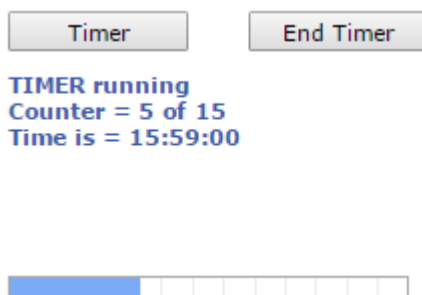 Timer
End Timer
TIMER running
Counter = 5 of 15
Time is = 15:59:00